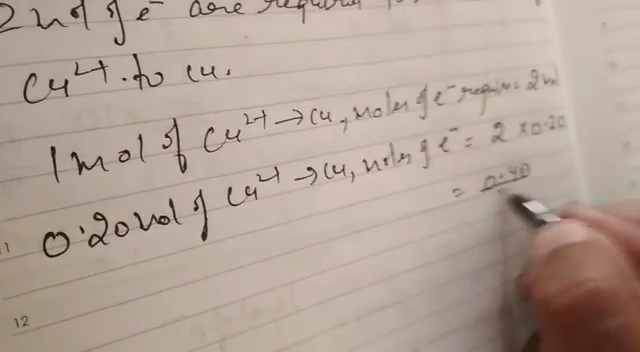 2 mol of e⁻ are required
Cu²⁺ to Cu.
1 mol of Cu²⁺ → Cu, moles of e⁻ require = 2 mol
0.20 mol of Cu²⁺ → Cu, moles of e⁻ = 2 × 0.20
= 0.40
12